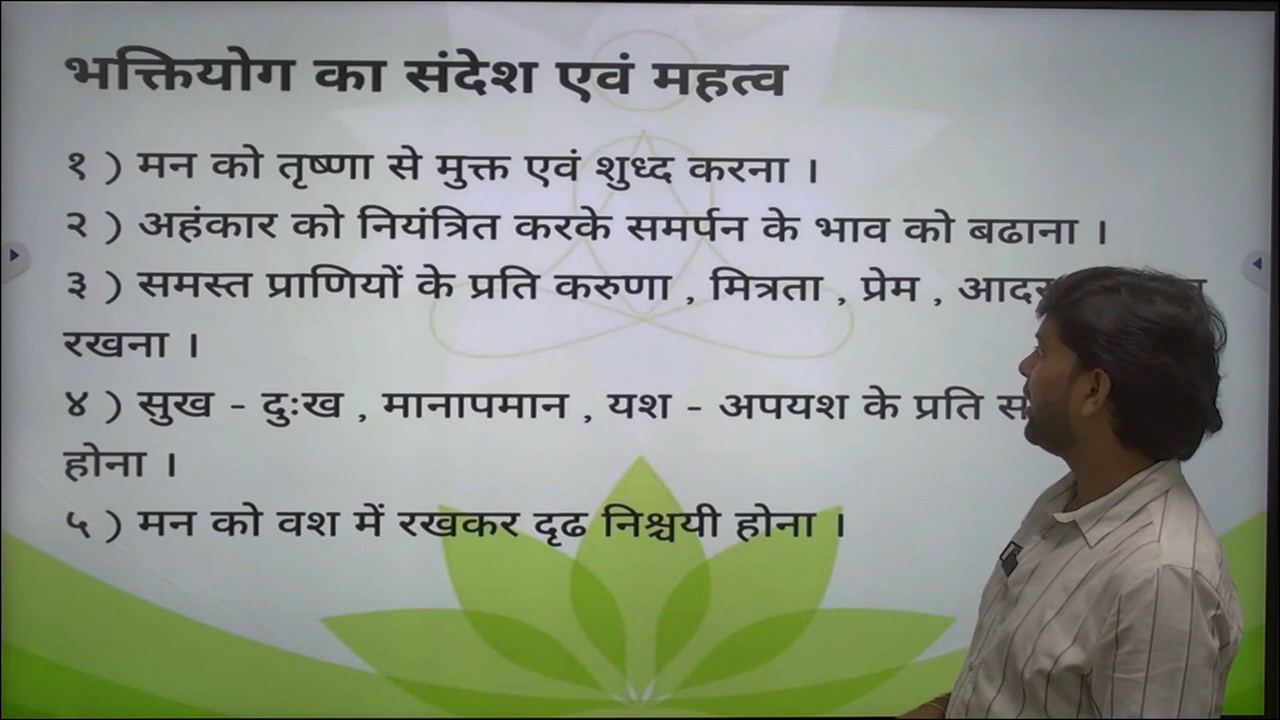 भक्तियोग का संदेश एवं महत्व
१ ) मन को तृष्णा से मुक्त एवं शुध्द करना ।
२ ) अहंकार को नियंत्रित करके समर्पन के भाव को बढाना ।
३ ) समस्त प्राणियों के प्रति करुणा , मित्रता , प्रेम ,
रखना ।
४ ) सुख - दुःख , मानापमान , यश - अपयश के प्रति
होना ।
५ ) मन को वश में रखकर दृढ निश्चयी होना ।